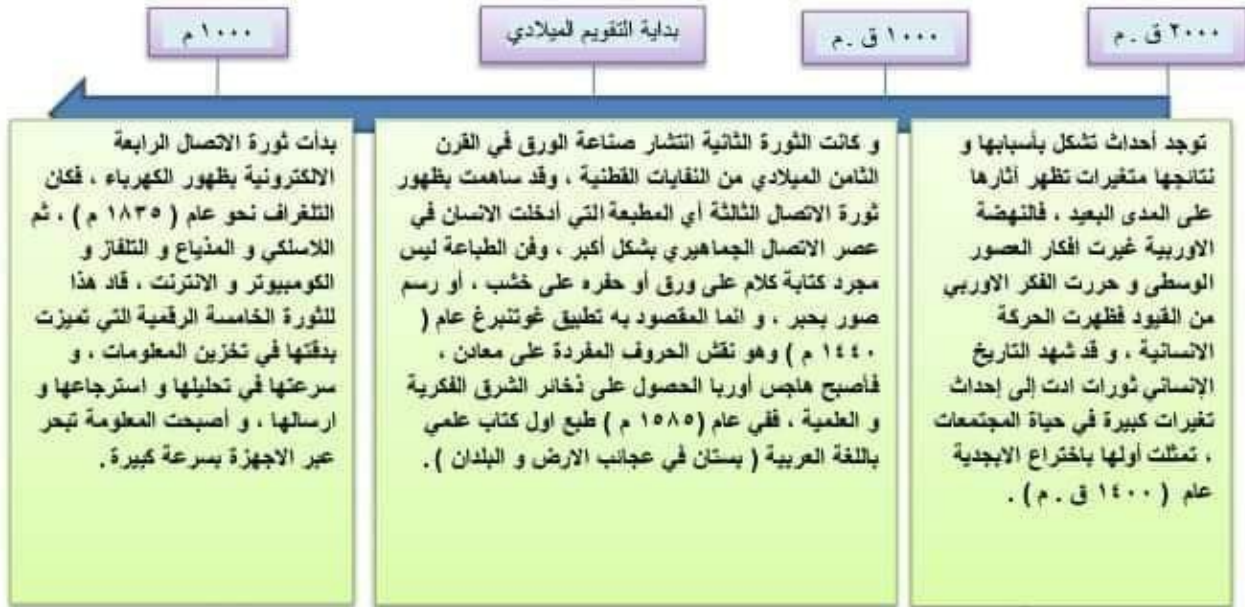 ٢٠٠٠ ق . م
١٠٠٠ ق . م
بداية التقويم الميلادي
١٠٠٠ م
توجد أحداث تشكل بأسبابها و
نتائجها متغيرات تظهر آثارها
على المدى البعيد ، فالنهضة
الاوربية غيرت افكار العصور
الوسطى و حررت الفكر الاوربي
من القيود فظهرت الحركة
الانسانية ، و قد شهد التاريخ
الإنساني ثورات ادت إلى إحداث
تغيرات كبيرة في حياة المجتمعات
، تمثلت أولها باختراع الابجدية
عام ( ١٤٠٠ ق . م ) .
و كانت الثورة الثانية انتشار صناعة الورق في القرن
الثامن الميلادي من النفايات القطنية ، وقد ساهمت بظهور
ثورة الاتصال الثالثة أي المطبعة التي أدخلت الانسان في
عصر الاتصال الجماهيري بشكل أكبر ، وفن الطباعة ليس
مجرد كتابة كلام على ورق أو حفره على خشب ، أو رسم
صور بحبر ، و انما المقصود به تطبيق غوتنبرغ عام (
١٤٤٠ م ) وهو نقش الحروف المفردة على معادن ،
فأصبح هاجس أوربا الحصول على ذخائر الشرق الفكرية
و العلمية ، ففي عام (١٥٨٥ م ) طبع اول كتاب علمي
باللغة العربية ( بستان في عجائب الارض و البلدان ) .
بدأت ثورة الاتصال الرابعة
الالكترونية بظهور الكهرباء ، فكان
التلغراف نحو عام ( ١٨٣٥ م ) ، ثم
اللاسلكي و المذياع و التلفاز و
الكومبيوتر و الانترنت ، قاد هذا
للثورة الخامسة الرقمية التي تميزت
بدقتها في تخزين المعلومات ، و
سرعتها في تحليلها و استرجاعها و
ارسالها ، و أصبحت المعلومة تبحر
عبر الاجهزة بسرعة كبيرة .